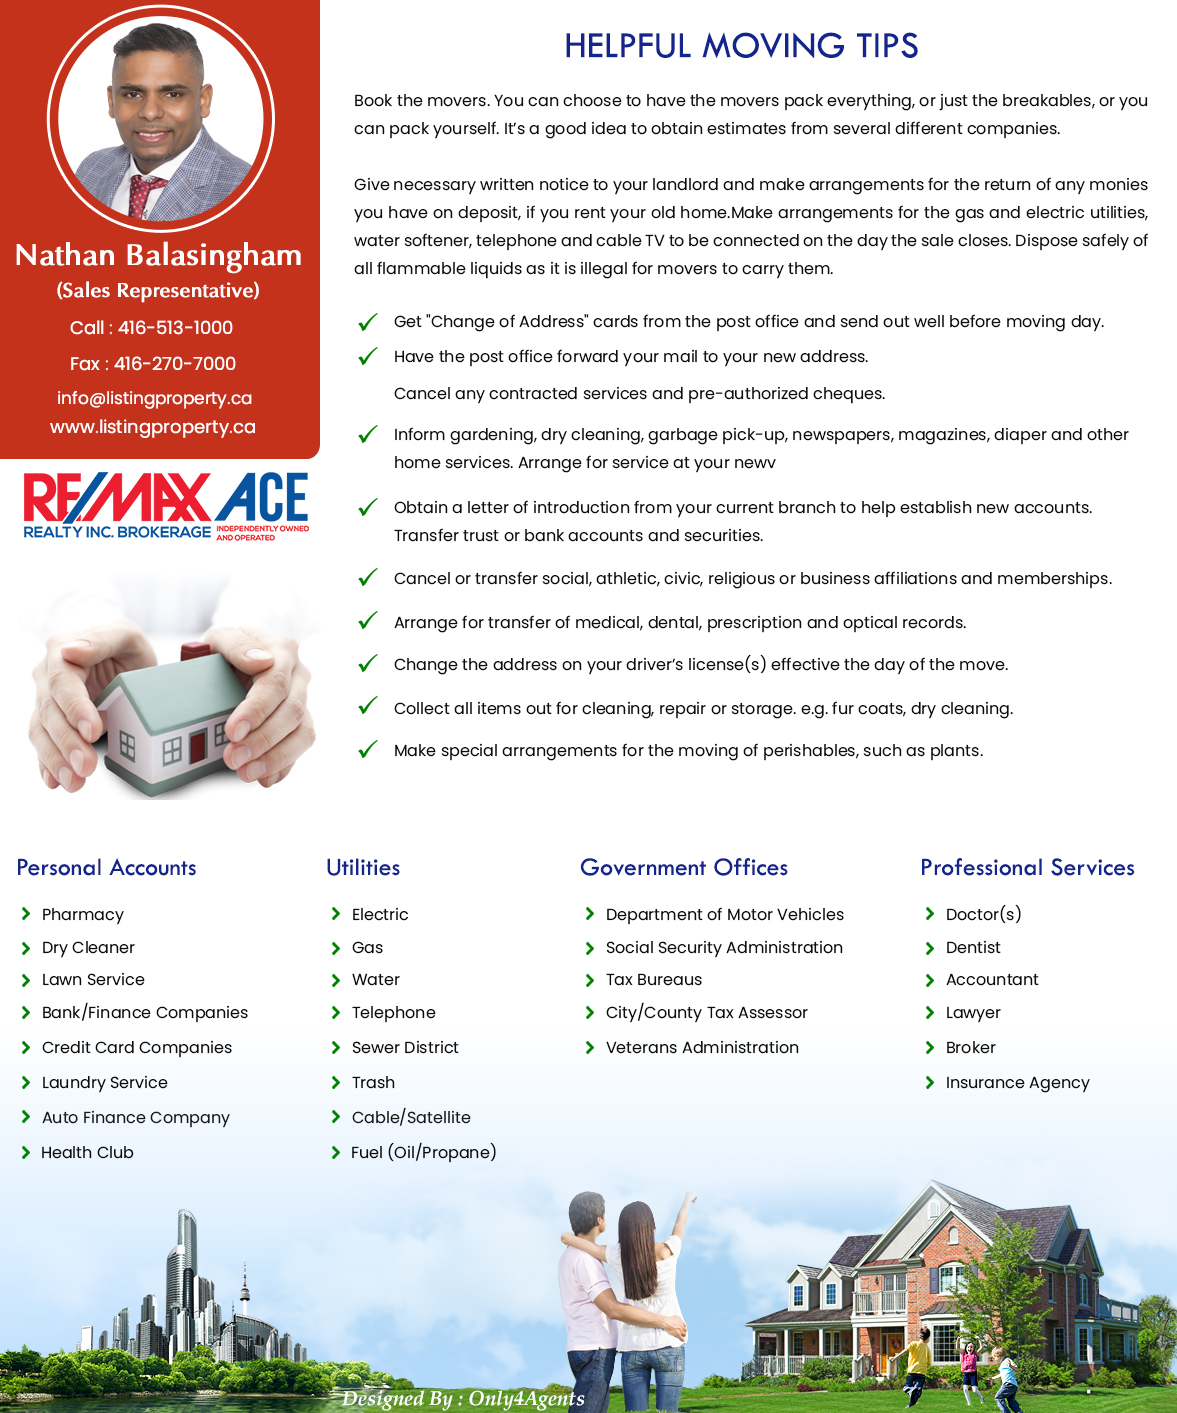 Nathan Balasingham
(Sales Representative)
Call : 416-513-1000
Fax : 416-270-7000
info@listingproperty.ca
www.listingproperty.ca
RE/MAX ACE
REALTY INC. BROKERAGE
INDEPENDENTLY OWNED
AND OPERATED
HELPFUL MOVING TIPS
Book the movers. You can choose to have the movers pack everything, or just the breakables, or you
can pack yourself. It’s a good idea to obtain estimates from several different companies.
Give necessary written notice to your landlord and make arrangements for the return of any monies
you have on deposit, if you rent your old home.Make arrangements for the gas and electric utilities,
water softener, telephone and cable TV to be connected on the day the sale closes. Dispose safely of
all flammable liquids as it is illegal for movers to carry them.
Get "Change of Address" cards from the post office and send out well before moving day.
Have the post office forward your mail to your new address.
Cancel any contracted services and pre-authorized cheques.
Inform gardening, dry cleaning, garbage pick-up, newspapers, magazines, diaper and other
home services. Arrange for service at your newv
Obtain a letter of introduction from your current branch to help establish new accounts.
Transfer trust or bank accounts and securities.
Cancel or transfer social, athletic, civic, religious or business affiliations and memberships.
Arrange for transfer of medical, dental, prescription and optical records.
Change the address on your driver’s license(s) effective the day of the move.
Collect all items out for cleaning, repair or storage. e.g. fur coats, dry cleaning.
Make special arrangements for the moving of perishables, such as plants.
Personal Accounts
Pharmacy
Dry Cleaner
Lawn Service
Bank/Finance Companies
Credit Card Companies
Laundry Service
Auto Finance Company
Health Club
Utilities
Electric
Gas
Water
Telephone
Sewer District
Trash
Cable/Satellite
Fuel (Oil/Propane)
Government Offices
Department of Motor Vehicles
Social Security Administration
Tax Bureaus
City/County Tax Assessor
Veterans Administration
Professional Services
Doctor(s)
Dentist
Accountant
Lawyer
Broker
Insurance Agency
Designed By : Only4Agents